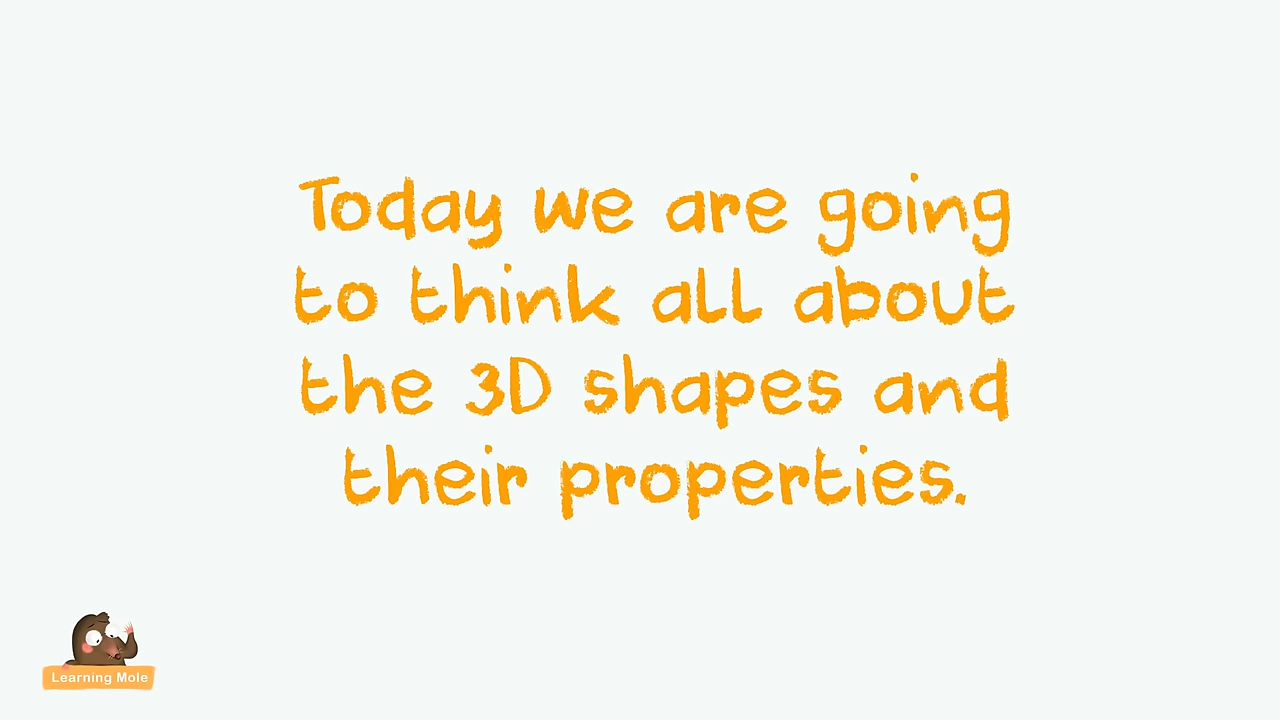 Today we are going
to think all about
the 3D shapes and
their properties.
Learning Mole